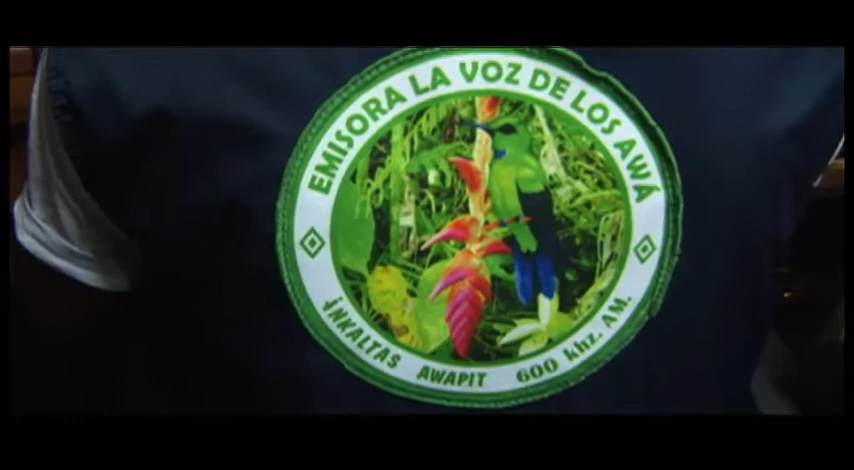 EMISORA LA VOZ DE LOS AWÁ
INKALTAS AWAPIT 600 khz. AM.